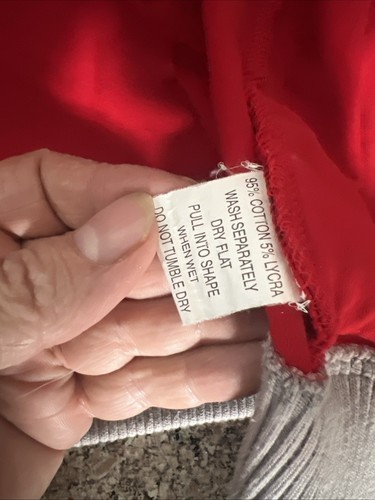 95% COTTON 5% LYCRA
WASH SEPARATELY
DRY FLAT
PULL INTO SHAPE
WHEN WET
DO NOT TUMBLE DRY